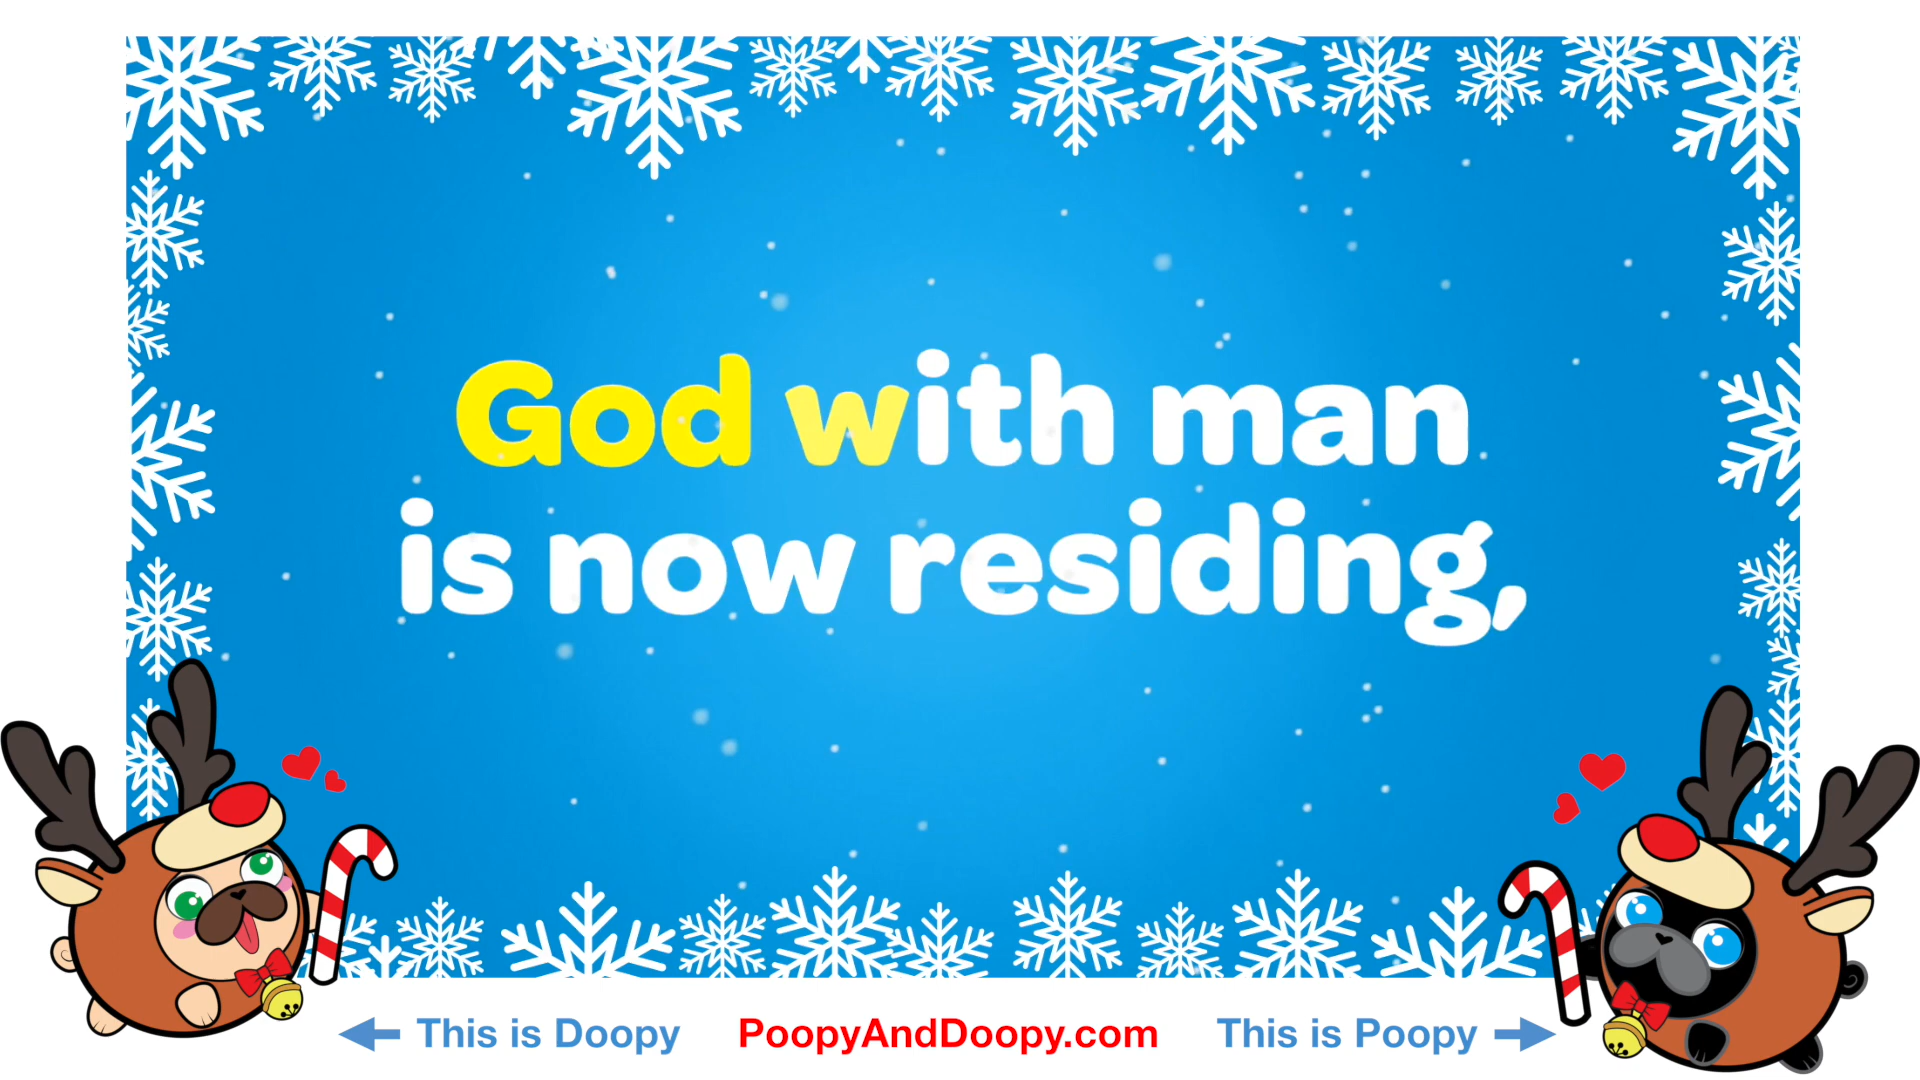 God with man
is now residing,
This is Doopy
PoopyAndDoopy.com
This is Poopy